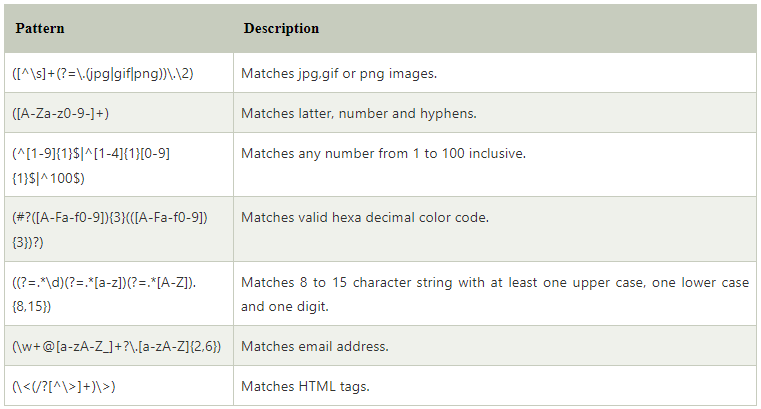 Pattern Description
([^\s]+(?=\.(jpg|gif|png))\.\2) Matches jpg,gif or png images.
([A-Za-z0-9-]+) Matches latter, number and hyphens.
(^[1-9]{1}$|^[1-4]{1}[0-9] Matches any number from 1 to 100 inclusive.
{1}$|^100$)
(#?([A-Fa-f0-9]){3}(([A-Fa-f0-9]) Matches valid hexa decimal color code.
{3})?)
((?=.*\d)(?=.*[a-z])(?=.*[A-Z]). Matches 8 to 15 character string with at least one upper case, one lower case
{8,15}) and one digit.
(\w+@[a-zA-Z_]+?\.[a-zA-Z]{2,6}) Matches email address.
(\<(/?[^\>]+)\>) Matches HTML tags.